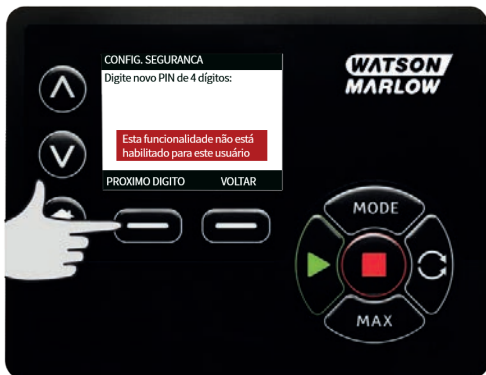 CONFIG. SEGURANCA
Digite novo PIN de 4 dígitos:
Esta funcionalidade não está
habilitado para este usuário
PROXIMO DIGITO VOLTAR
WATSON
MARLOW
MODE
MAX